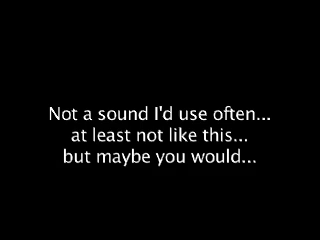 Not a sound I'd use often...
at least not like this...
but maybe you would...